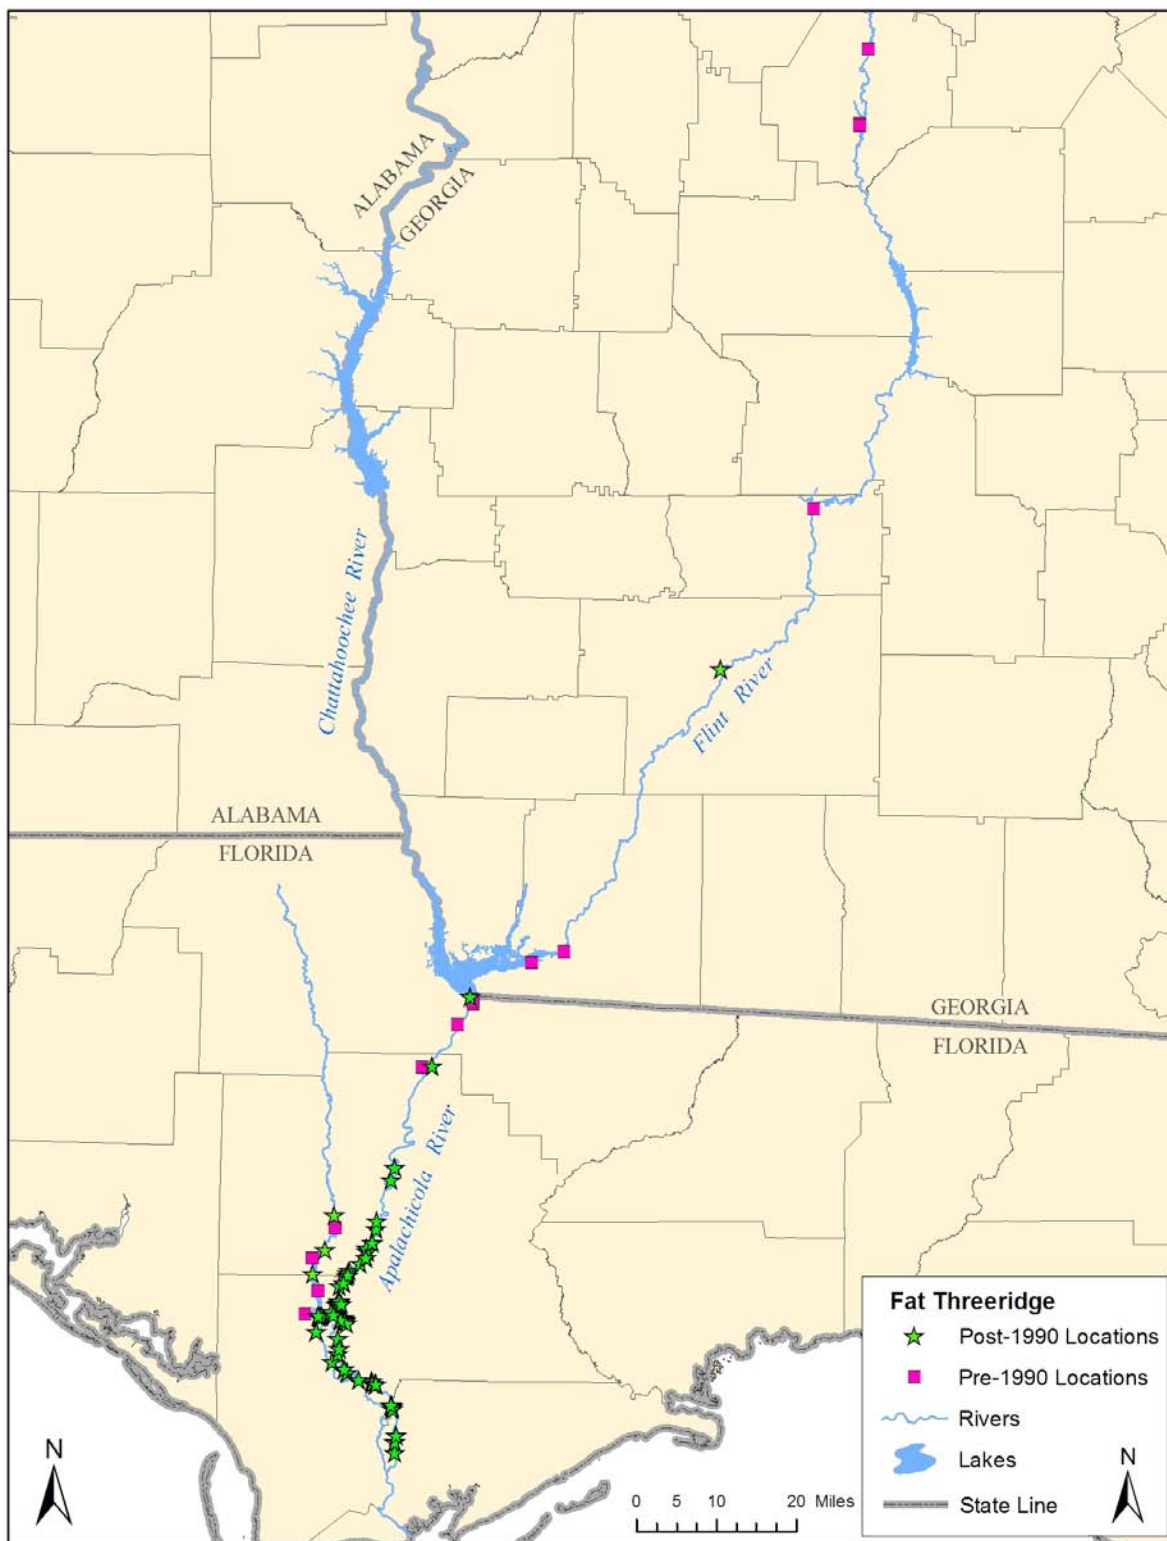 ALABAMA
GEORGIA
Chattahoochee River
Flint River
ALABAMA
FLORIDA
GEORGIA
FLORIDA
Apalachicola River
Fat Threeridge
Post-1990 Locations
Pre-1990 Locations
Rivers
Lakes
State Line
N
N
0 5 10 20 Miles